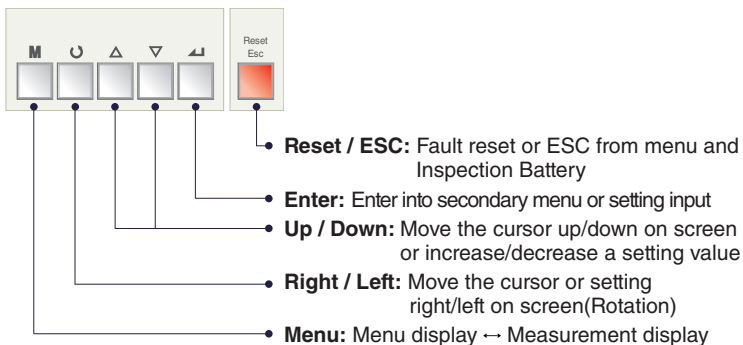 M
Reset
Esc
Reset / ESC: Fault reset or ESC from menu and
Inspection Battery
Enter: Enter into secondary menu or setting input
Up / Down: Move the cursor up/down on screen
or increase/decrease a setting value
Right / Left: Move the cursor or setting
right/left on screen(Rotation)
Menu: Menu display ↔ Measurement display